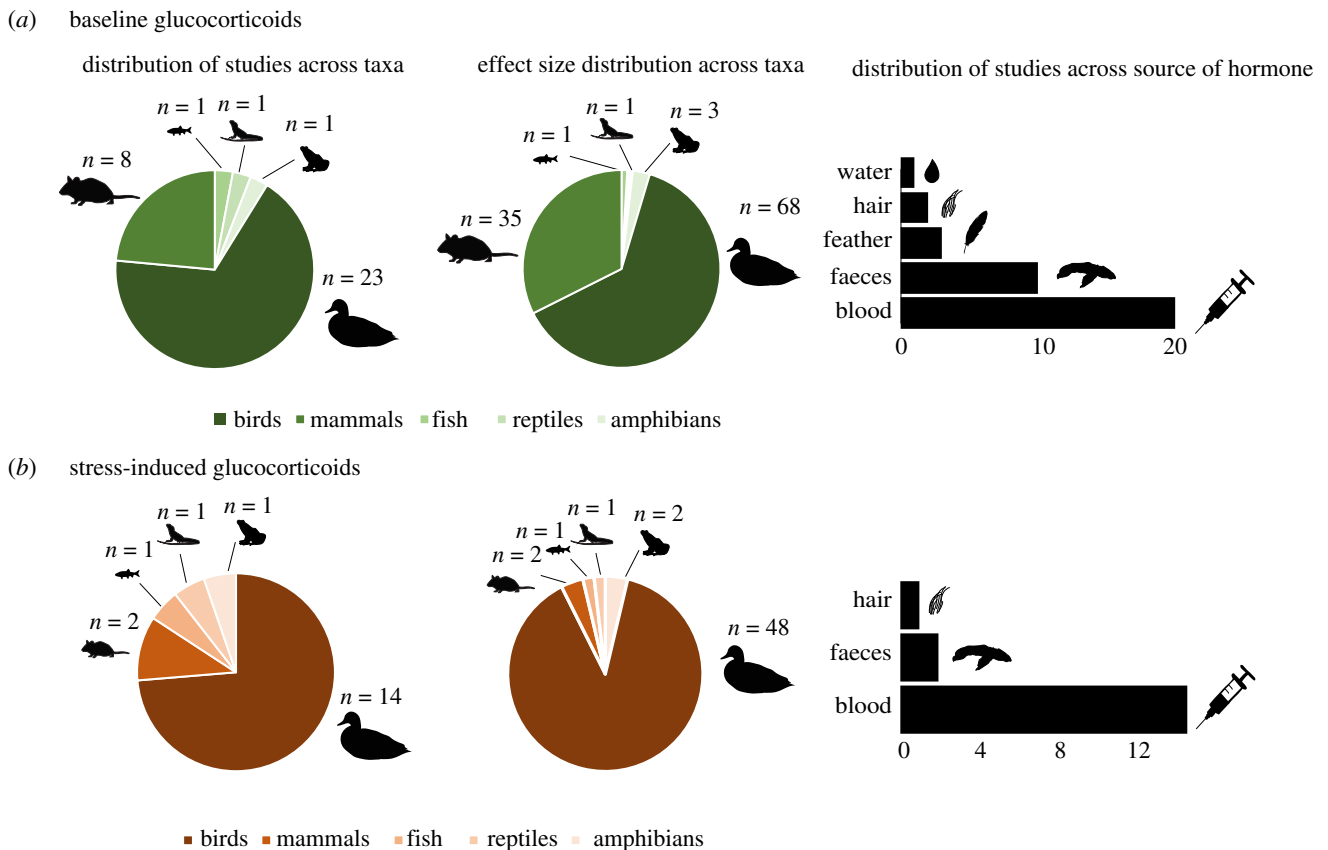 (a) baseline glucocorticoids
distribution of studies across taxa
n = 1
n = 1
n = 1
n = 8
n = 23
effect size distribution across taxa
n = 1
n = 1
n = 3
n = 35
n = 68
distribution of studies across source of hormone
water
hair
feather
faeces
blood
0 10 20
birds mammals fish reptiles amphibians
(b) stress-induced glucocorticoids
n = 1
n = 1
n = 1
n = 2
n = 14
n = 1
n = 2
n = 1
n = 2
n = 48
hair
faeces
blood
0 4 8 12
birds mammals fish reptiles amphibians